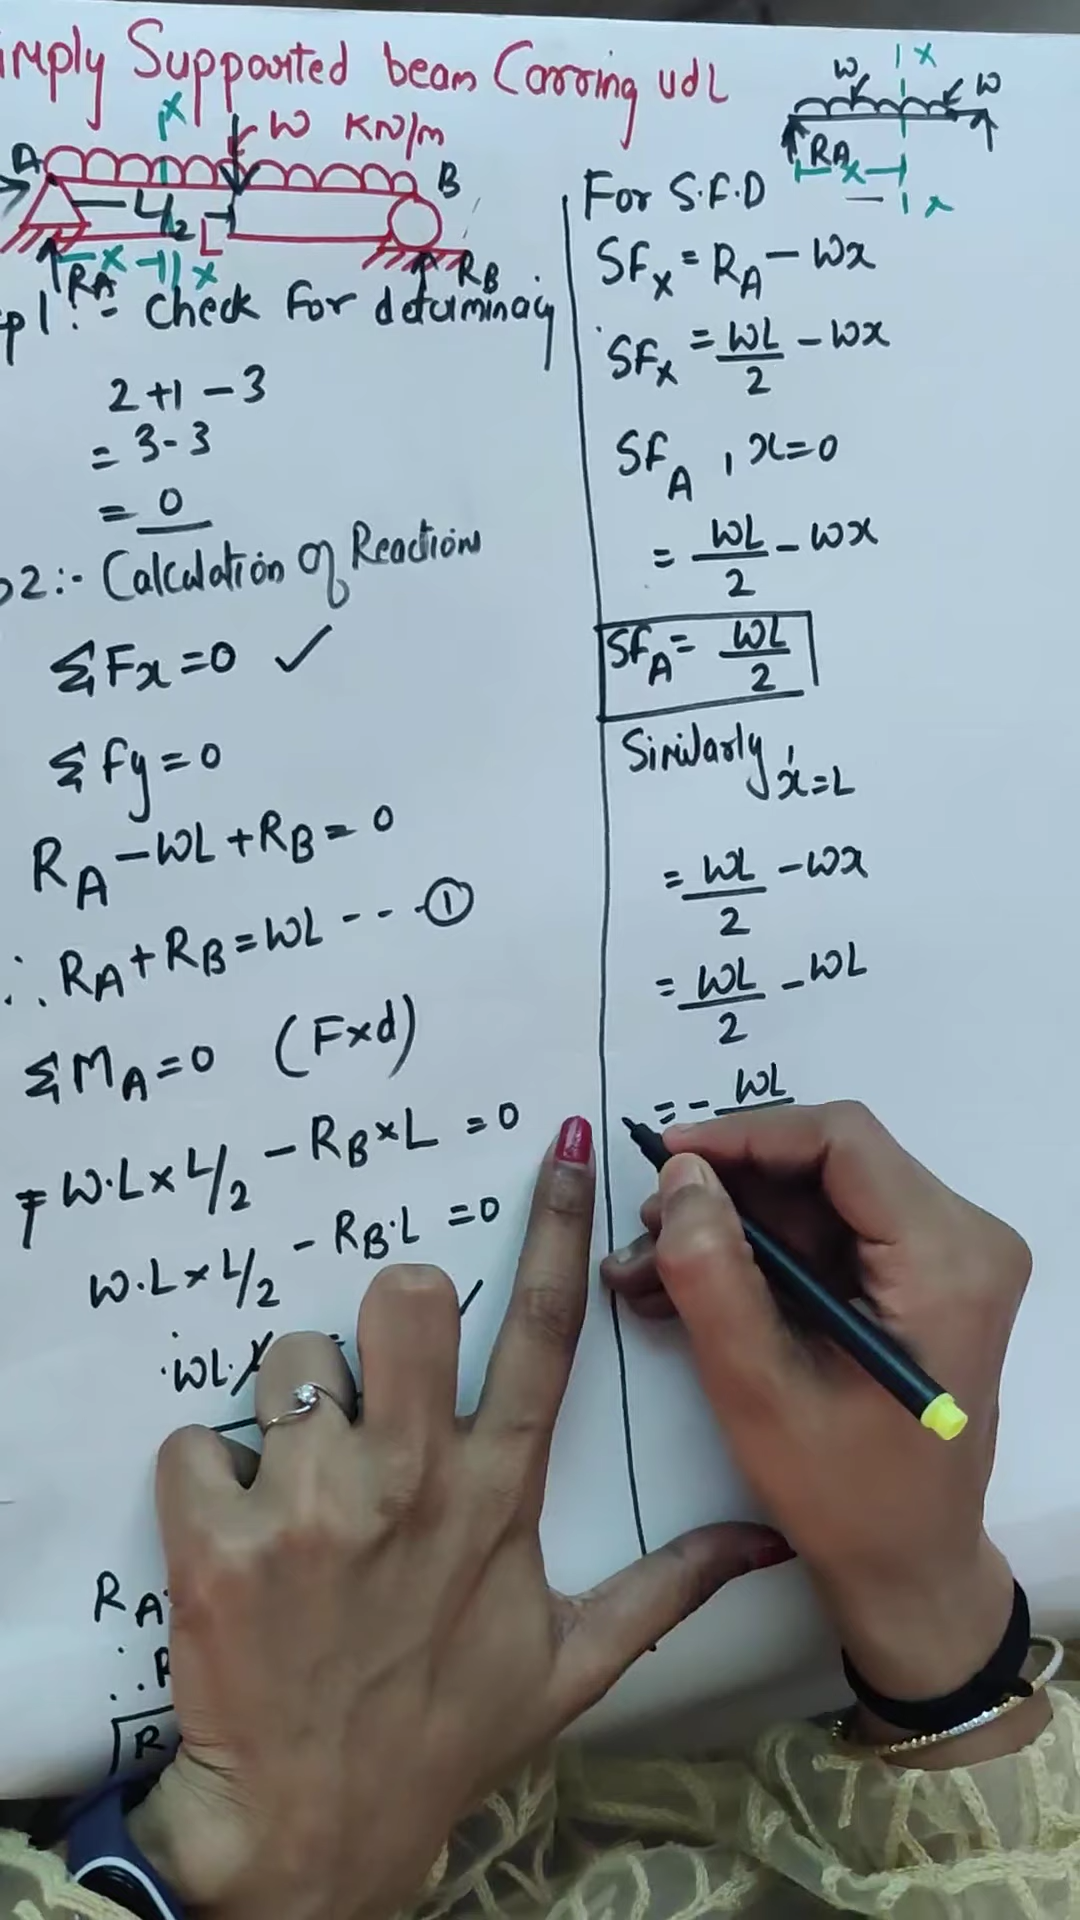 imply Supported beam Carring udl
x
W KN/m
A
B
L/2
L
x
x
RA
RB
W
x
W
RA
x
x
p1:- Check For determinacy
2+1-3
= 3-3
= 0
p2:- Calculation of Reaction
ΣFx=0 ✓
ΣFy=0
RA-WL+RB=0
∴ RA+RB=WL --- ①
ΣMA=0 (F×d)
W.L×L/2 - RB×L =0
W.L×L/2 - RB.L =0
WL.
RA
∴ R
R
For S.F.D
SFx = RA - Wx
SFx = WL/2 - Wx
SFA , x=0
= WL/2 - Wx
SFA= WL/2
Similarly, x=L
= WL/2 - Wx
= WL/2 - WL
= - WL